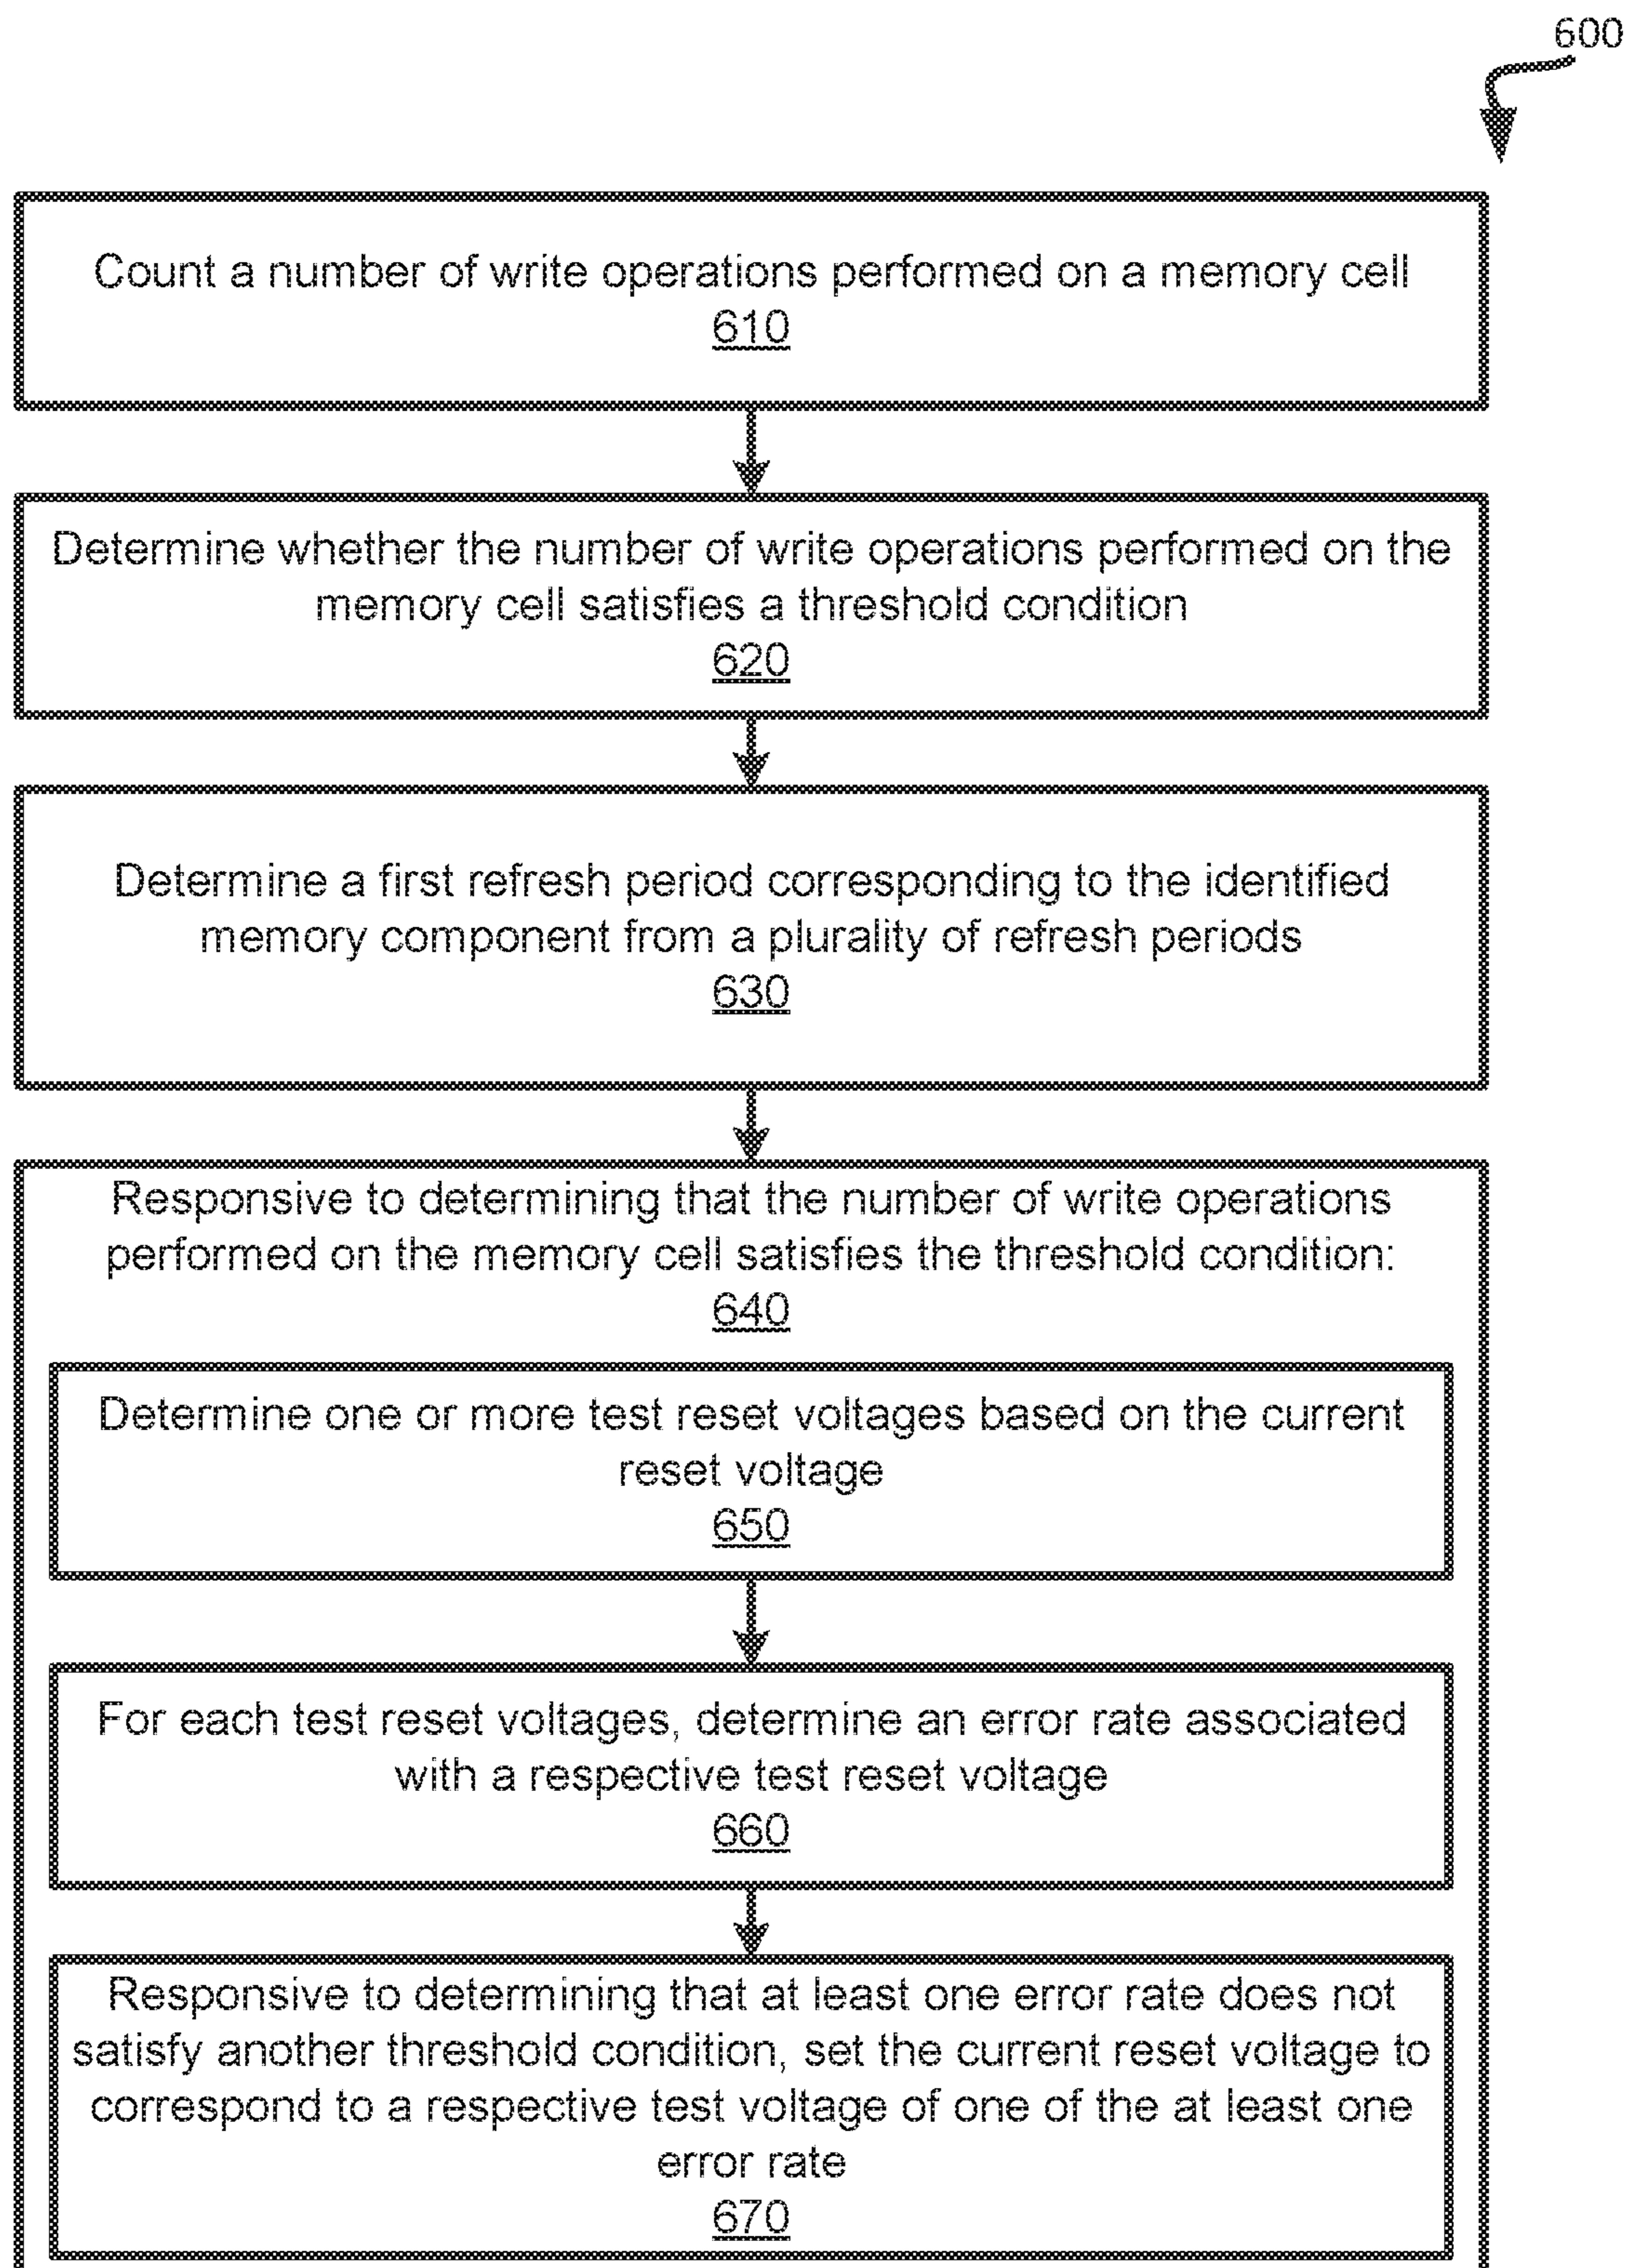 600
Count a number of write operations performed on a memory cell
610
Determine whether the number of write operations performed on the
memory cell satisfies a threshold condition
620
Determine a first refresh period corresponding to the identified
memory component from a plurality of refresh periods
630
Responsive to determining that the number of write operations
performed on the memory cell satisfies the threshold condition:
640
Determine one or more test reset voltages based on the current
reset voltage
650
For each test reset voltages, determine an error rate associated
with a respective test reset voltage
660
Responsive to determining that at least one error rate does not
satisfy another threshold condition, set the current reset voltage to
correspond to a respective test voltage of one of the at least one
error rate
670